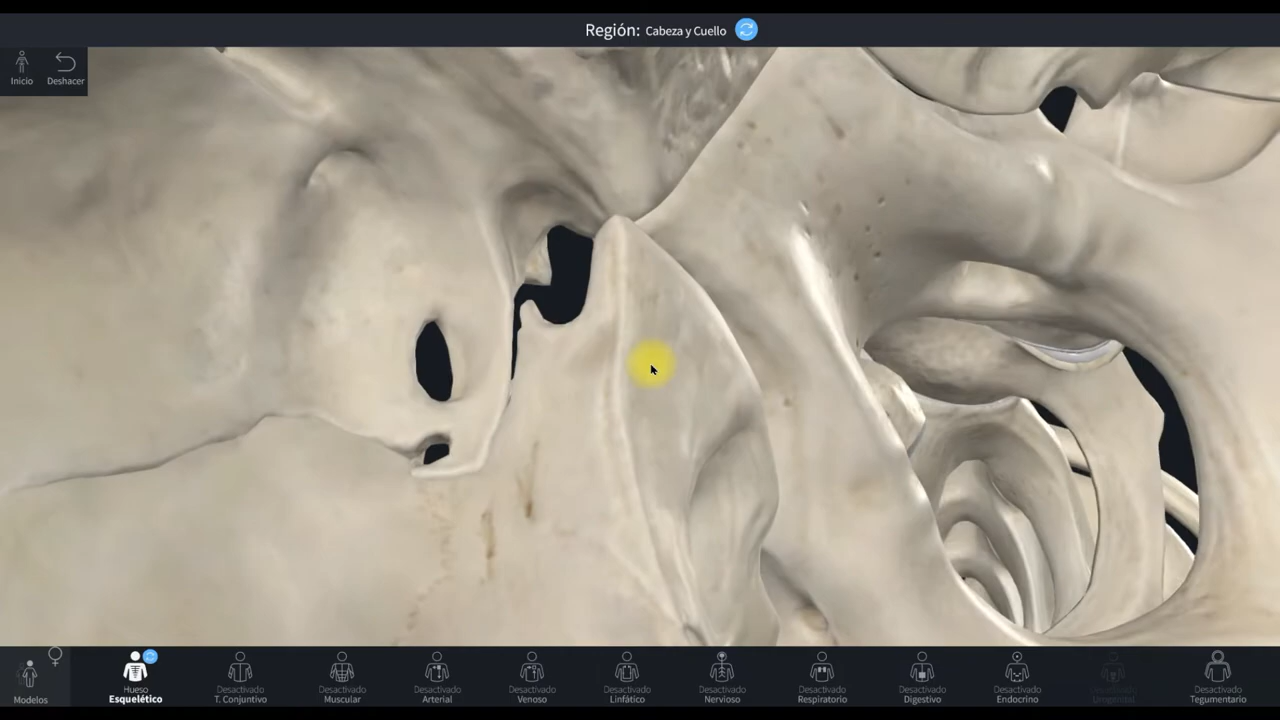 Región: Cabeza y Cuello
Inicio
Deshacer
Modelos
Hueso
Esquelético
Desactivado
T. Conjuntivo
Desactivado
Muscular
Desactivado
Arterial
Desactivado
Venoso
Desactivado
Linfático
Desactivado
Nervioso
Desactivado
Respiratorio
Desactivado
Digestivo
Desactivado
Endocrino
Desactivado
Tegumentario